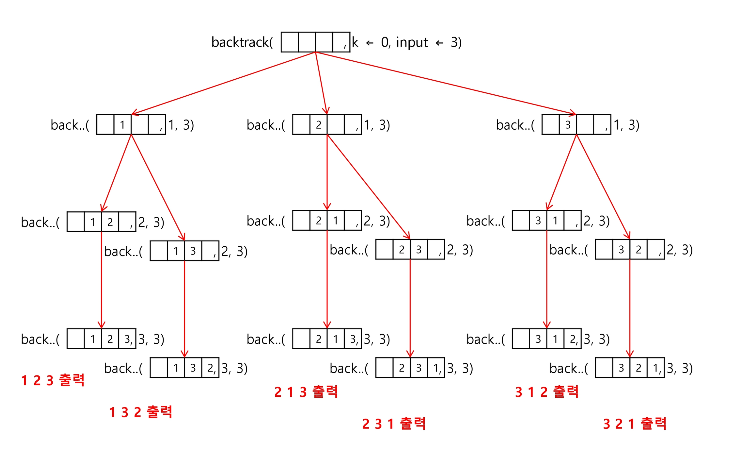 backtrack( , k ← 0, input ← 3)
back..( 1 , 1, 3)
back..( 2 , 1, 3)
back..( 3 , 1, 3)
back..( 1 2 , 2, 3)
back..( 1 3 , 2, 3)
back..( 2 1 , 2, 3)
back..( 2 3 , 2, 3)
back..( 3 1 , 2, 3)
back..( 3 2 , 2, 3)
back..( 1 2 3, 3, 3)
back..( 1 3 2, 3, 3)
back..( 2 1 3, 3, 3)
back..( 2 3 1, 3, 3)
back..( 3 1 2, 3, 3)
back..( 3 2 1, 3, 3)
1 2 3 출력
1 3 2 출력
2 1 3 출력
2 3 1 출력
3 1 2 출력
3 2 1 출력